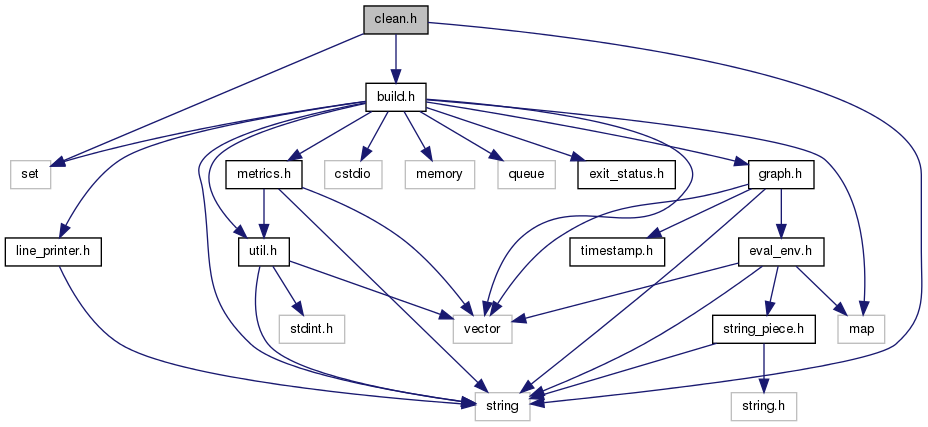 clean.h
build.h
set
metrics.h
cstdio
memory
queue
exit_status.h
graph.h
line_printer.h
util.h
timestamp.h
eval_env.h
stdint.h
vector
string_piece.h
map
string
string.h